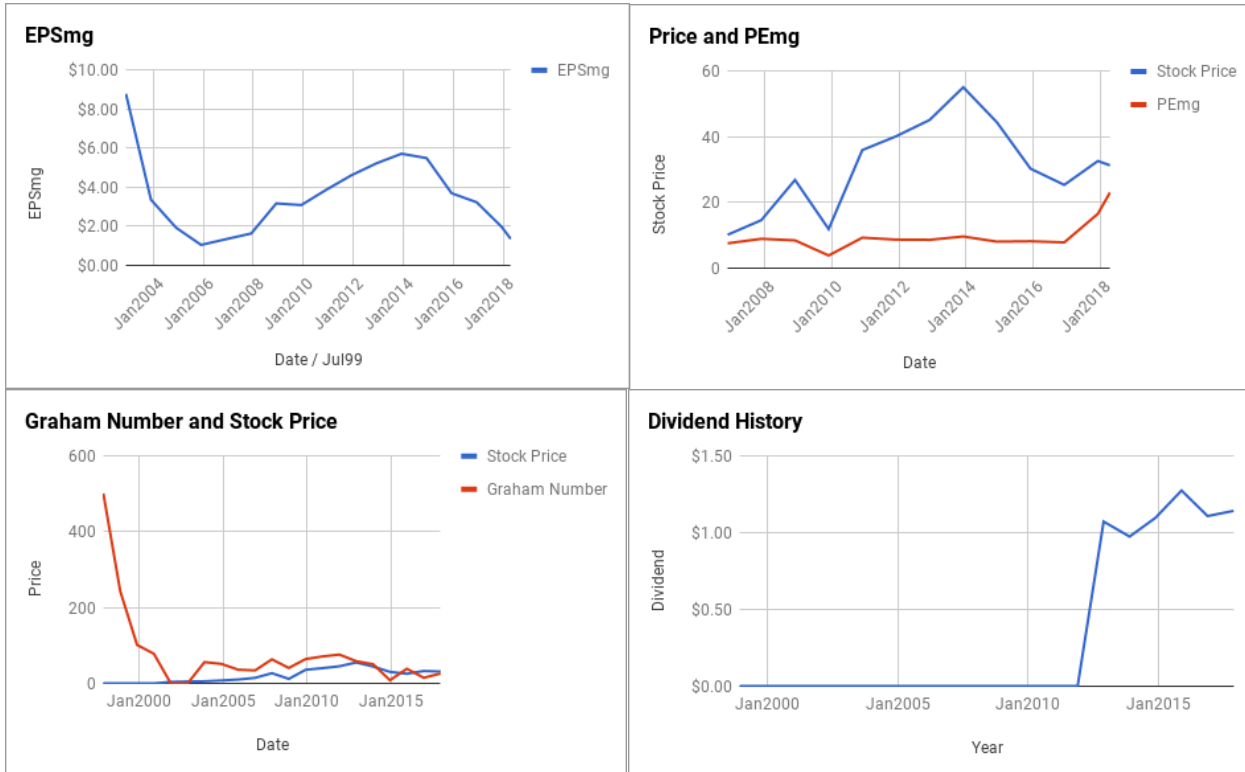 EPSmg
EPSmg
$10.00
$8.00
$6.00
$4.00
$2.00
$0.00
EPSmg
Jan2004
Jan2006
Jan2008
Jan2010
Jan2012
Jan2014
Jan2016
Jan2018
Date / Jul99
Price and PEmg
Stock Price
PEmg
60
40
20
0
Stock Price
Jan2008
Jan2010
Jan2012
Jan2014
Jan2016
Jan2018
Date
Graham Number and Stock Price
Stock Price
Graham Number
600
400
200
0
Price
Jan2000
Jan2005
Jan2010
Jan2015
Date
Dividend History
$1.50
$1.00
$0.50
$0.00
Dividend
Jan2000
Jan2005
Jan2010
Jan2015
Year